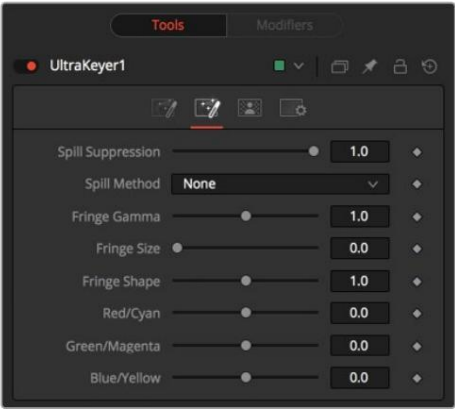 Tools Modifiers
UltraKeyer1
Spill Suppression 1.0
Spill Method None
Fringe Gamma 1.0
Fringe Size 0.0
Fringe Shape 1.0
Red/Cyan 0.0
Green/Magenta 0.0
Blue/Yellow 0.0